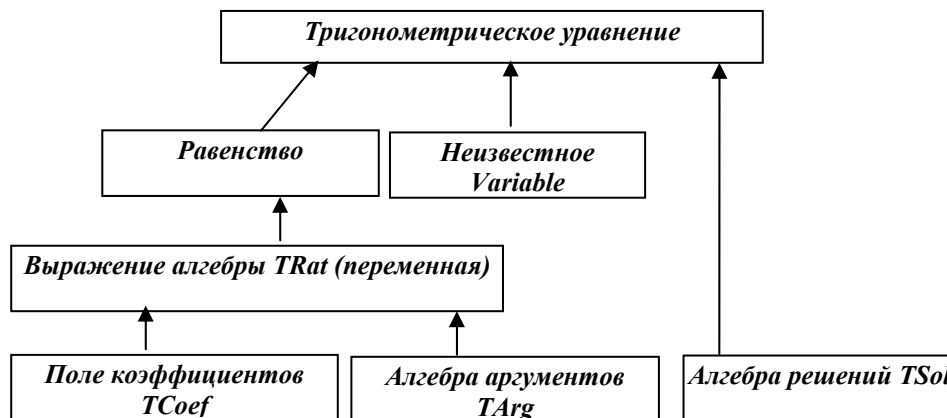 Тригонометрическое уравнение
Равенство
Неизвестное
Variable
Выражение алгебры TRat (переменная)
Поле коэффициентов
TCoef
Алгебра аргументов
TArg
Алгебра решений TSol